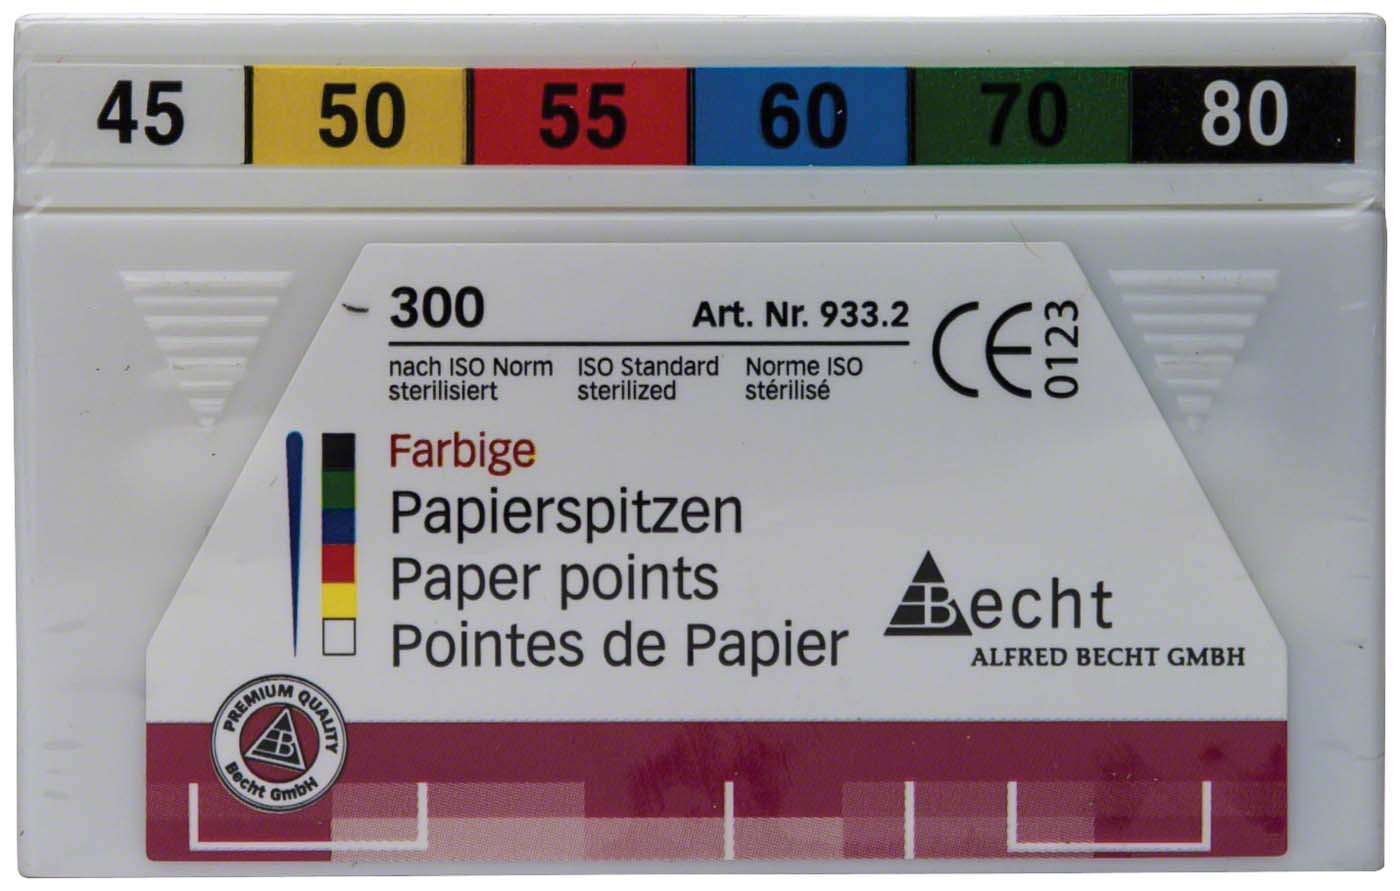 45 50 55 60 70 80
300 Art. Nr. 933.2
CE 0123
nach ISO Norm
sterilisiert
ISO Standard
sterilized
Norme ISO
stérilisé
Farbige
Papierspitzen
Paper points
Pointes de Papier
Becht
ALFRED BECHT GMBH
PREMIUM QUALITY
B
Becht GmbH